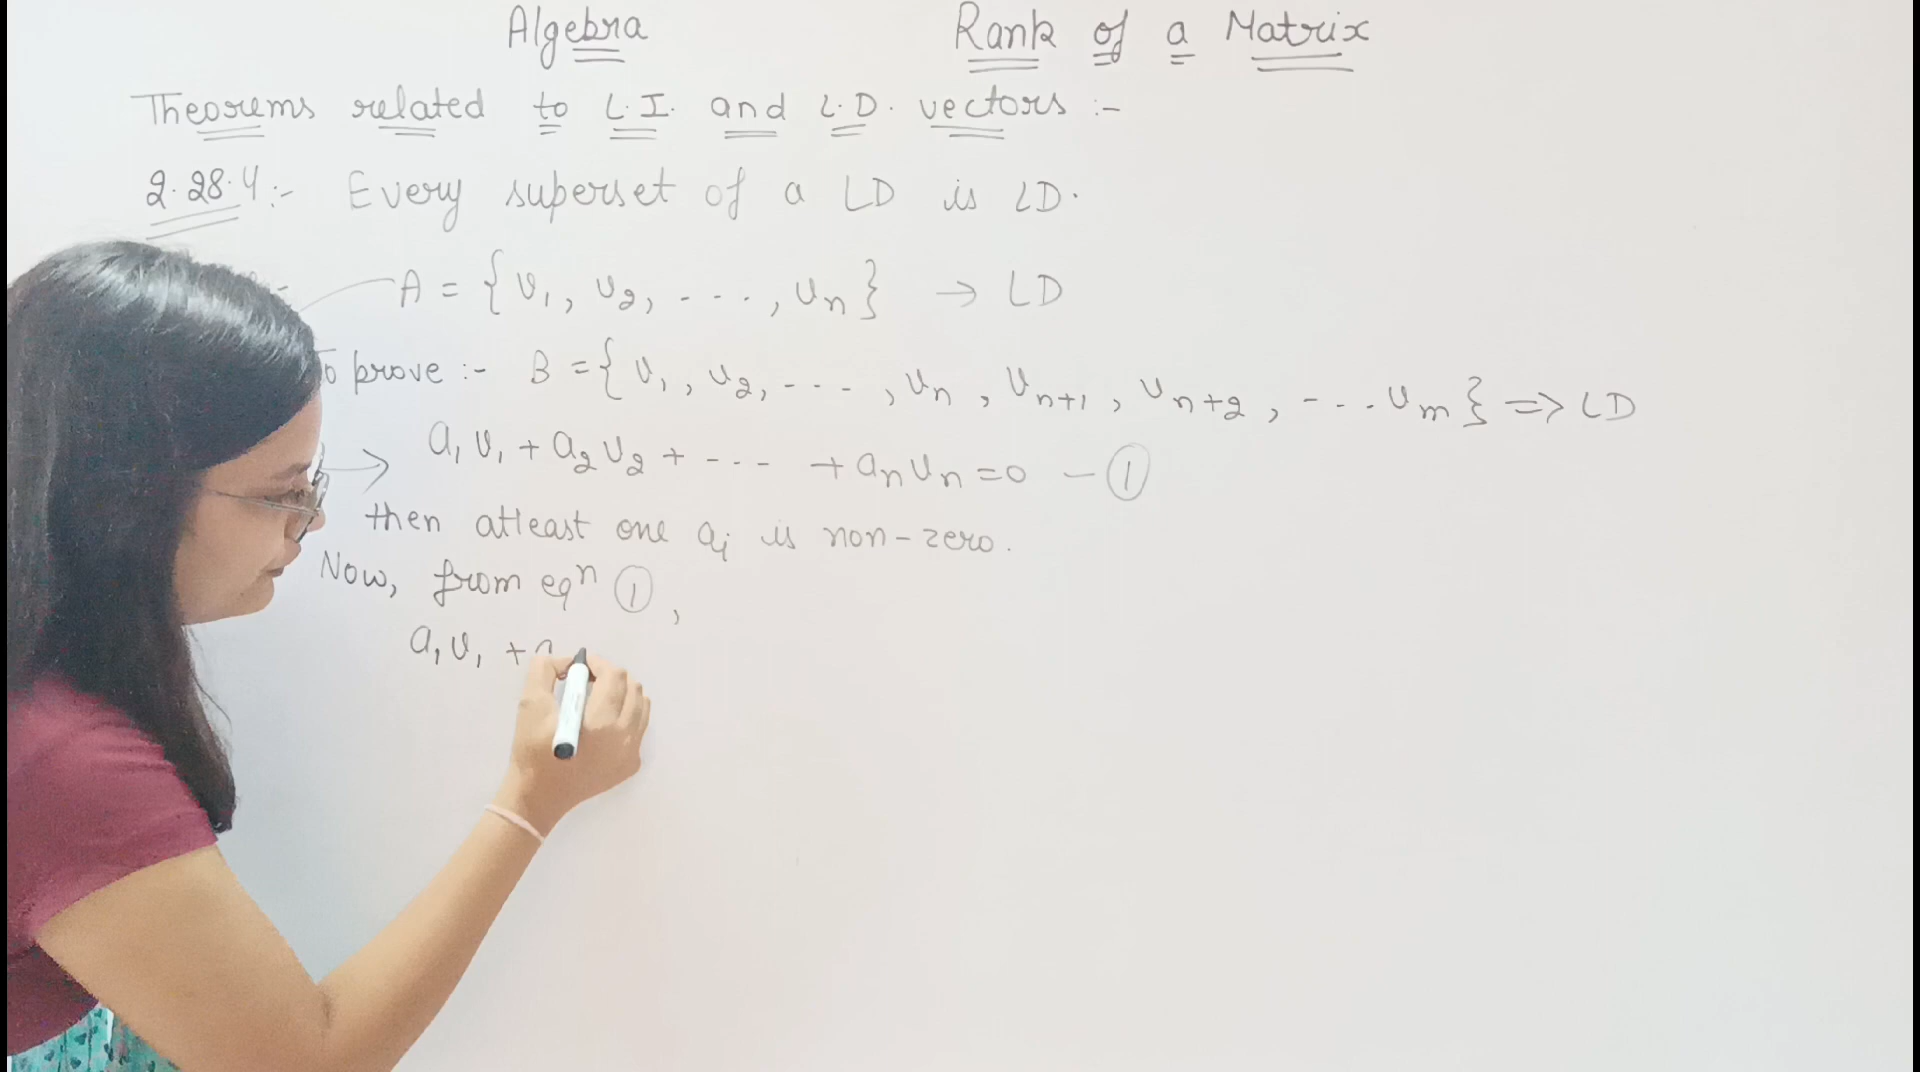 Algebra Rank of a Matrix
Theorems related to L.I. and L.D. vectors :-
2.28.4 :- Every superset of a LD is LD.
A = { v₁, v₂, - - - ., vₙ } → LD
To prove :- B = { v₁, v₂, - - - -, vₙ, vₙ₊₁, vₙ₊₂, - - - vₘ } => LD
→ a₁v₁ + a₂v₂ + - - - + aₙvₙ = 0 — ①
then atleast one aᵢ is non-zero.
Now, from eqⁿ ①,
a₁v₁ +